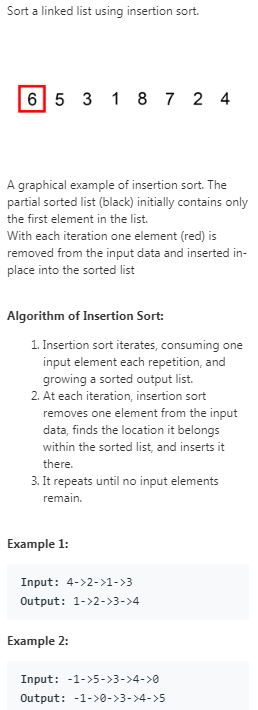 Sort a linked list using insertion sort.
6 5 3 1 8 7 2 4
A graphical example of insertion sort. The
partial sorted list (black) initially contains only
the first element in the list.
With each iteration one element (red) is
removed from the input data and inserted in-
place into the sorted list
Algorithm of Insertion Sort:
1. Insertion sort iterates, consuming one
input element each repetition, and
growing a sorted output list.
2. At each iteration, insertion sort
removes one element from the input
data, finds the location it belongs
within the sorted list, and inserts it
there.
3. It repeats until no input elements
remain.
Example 1:
Input: 4->2->1->3
Output: 1->2->3->4
Example 2:
Input: -1->5->3->4->0
Output: -1->0->3->4->5